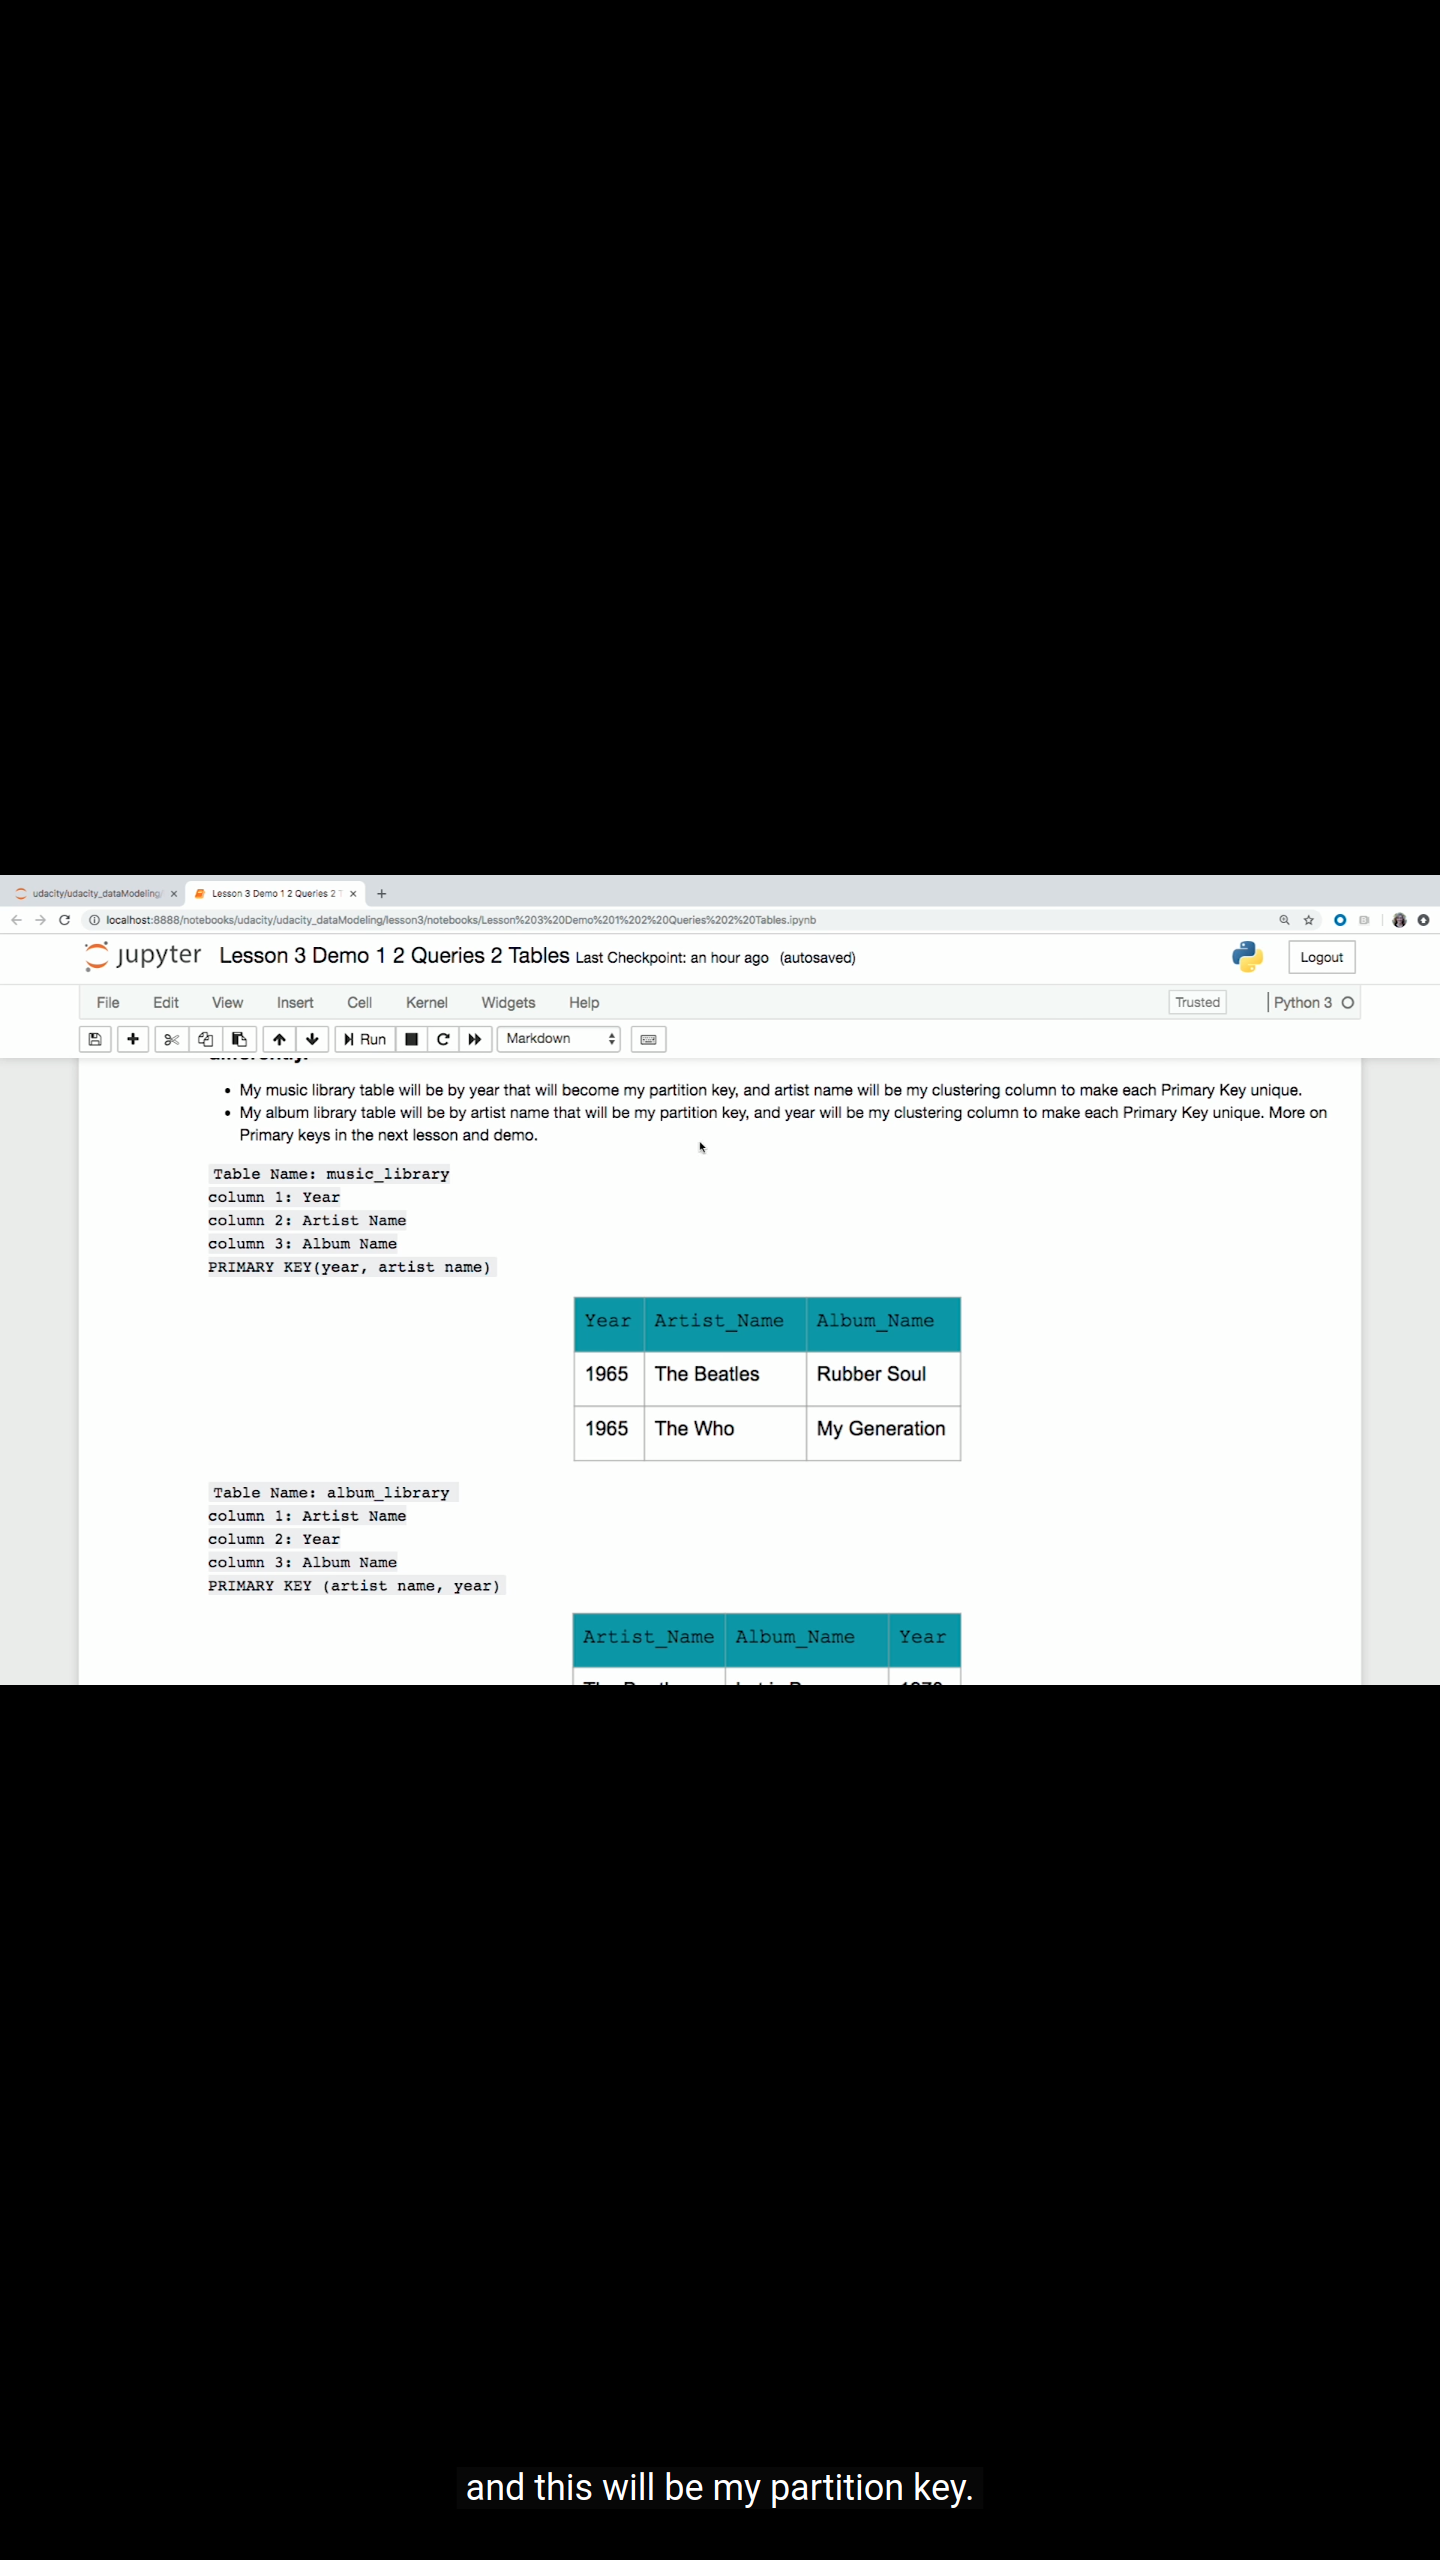 udacity/udacity_dataModeling/
Lesson 3 Demo 1 2 Queries 2 T
localhost:8888/notebooks/udacity/udacity_dataModeling/lesson3/notebooks/Lesson%203%20Demo%201%202%20Queries%202%20Tables.ipynb
jupyter Lesson 3 Demo 1 2 Queries 2 Tables Last Checkpoint: an hour ago (autosaved)
Logout
File Edit View Insert Cell Kernel Widgets Help
Trusted
Python 3
Run
Markdown
• My music library table will be by year that will become my partition key, and artist name will be my clustering column to make each Primary Key unique.
• My album library table will be by artist name that will be my partition key, and year will be my clustering column to make each Primary Key unique. More on
Primary keys in the next lesson and demo.
Table Name: music_library
column 1: Year
column 2: Artist Name
column 3: Album Name
PRIMARY KEY(year, artist name)
Year Artist_Name Album_Name
1965 The Beatles Rubber Soul
1965 The Who My Generation
Table Name: album_library
column 1: Artist Name
column 2: Year
column 3: Album Name
PRIMARY KEY (artist name, year)
Artist_Name Album_Name Year
and this will be my partition key.